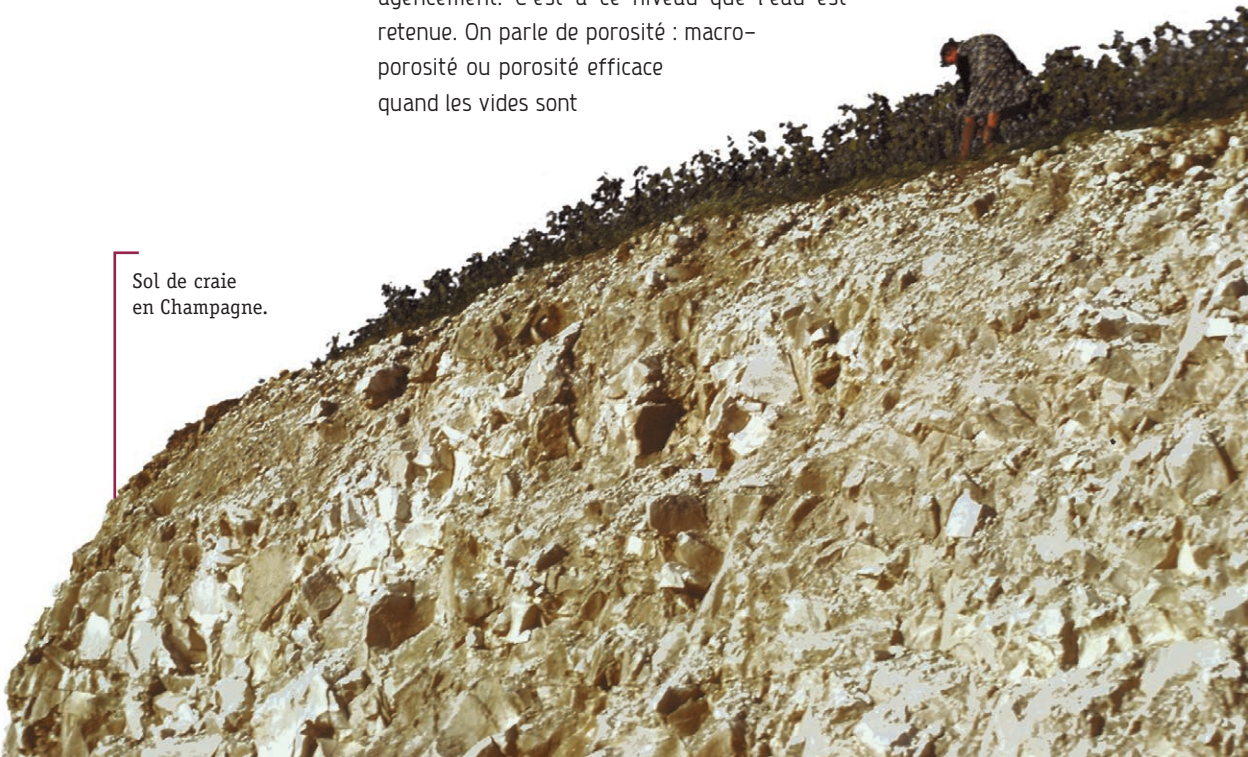 agencement. C'est à ce niveau que l'eau est
retenue. On parle de porosité : macro-
porosité ou porosité efficace
quand les vides sont
Sol de craie
en Champagne.